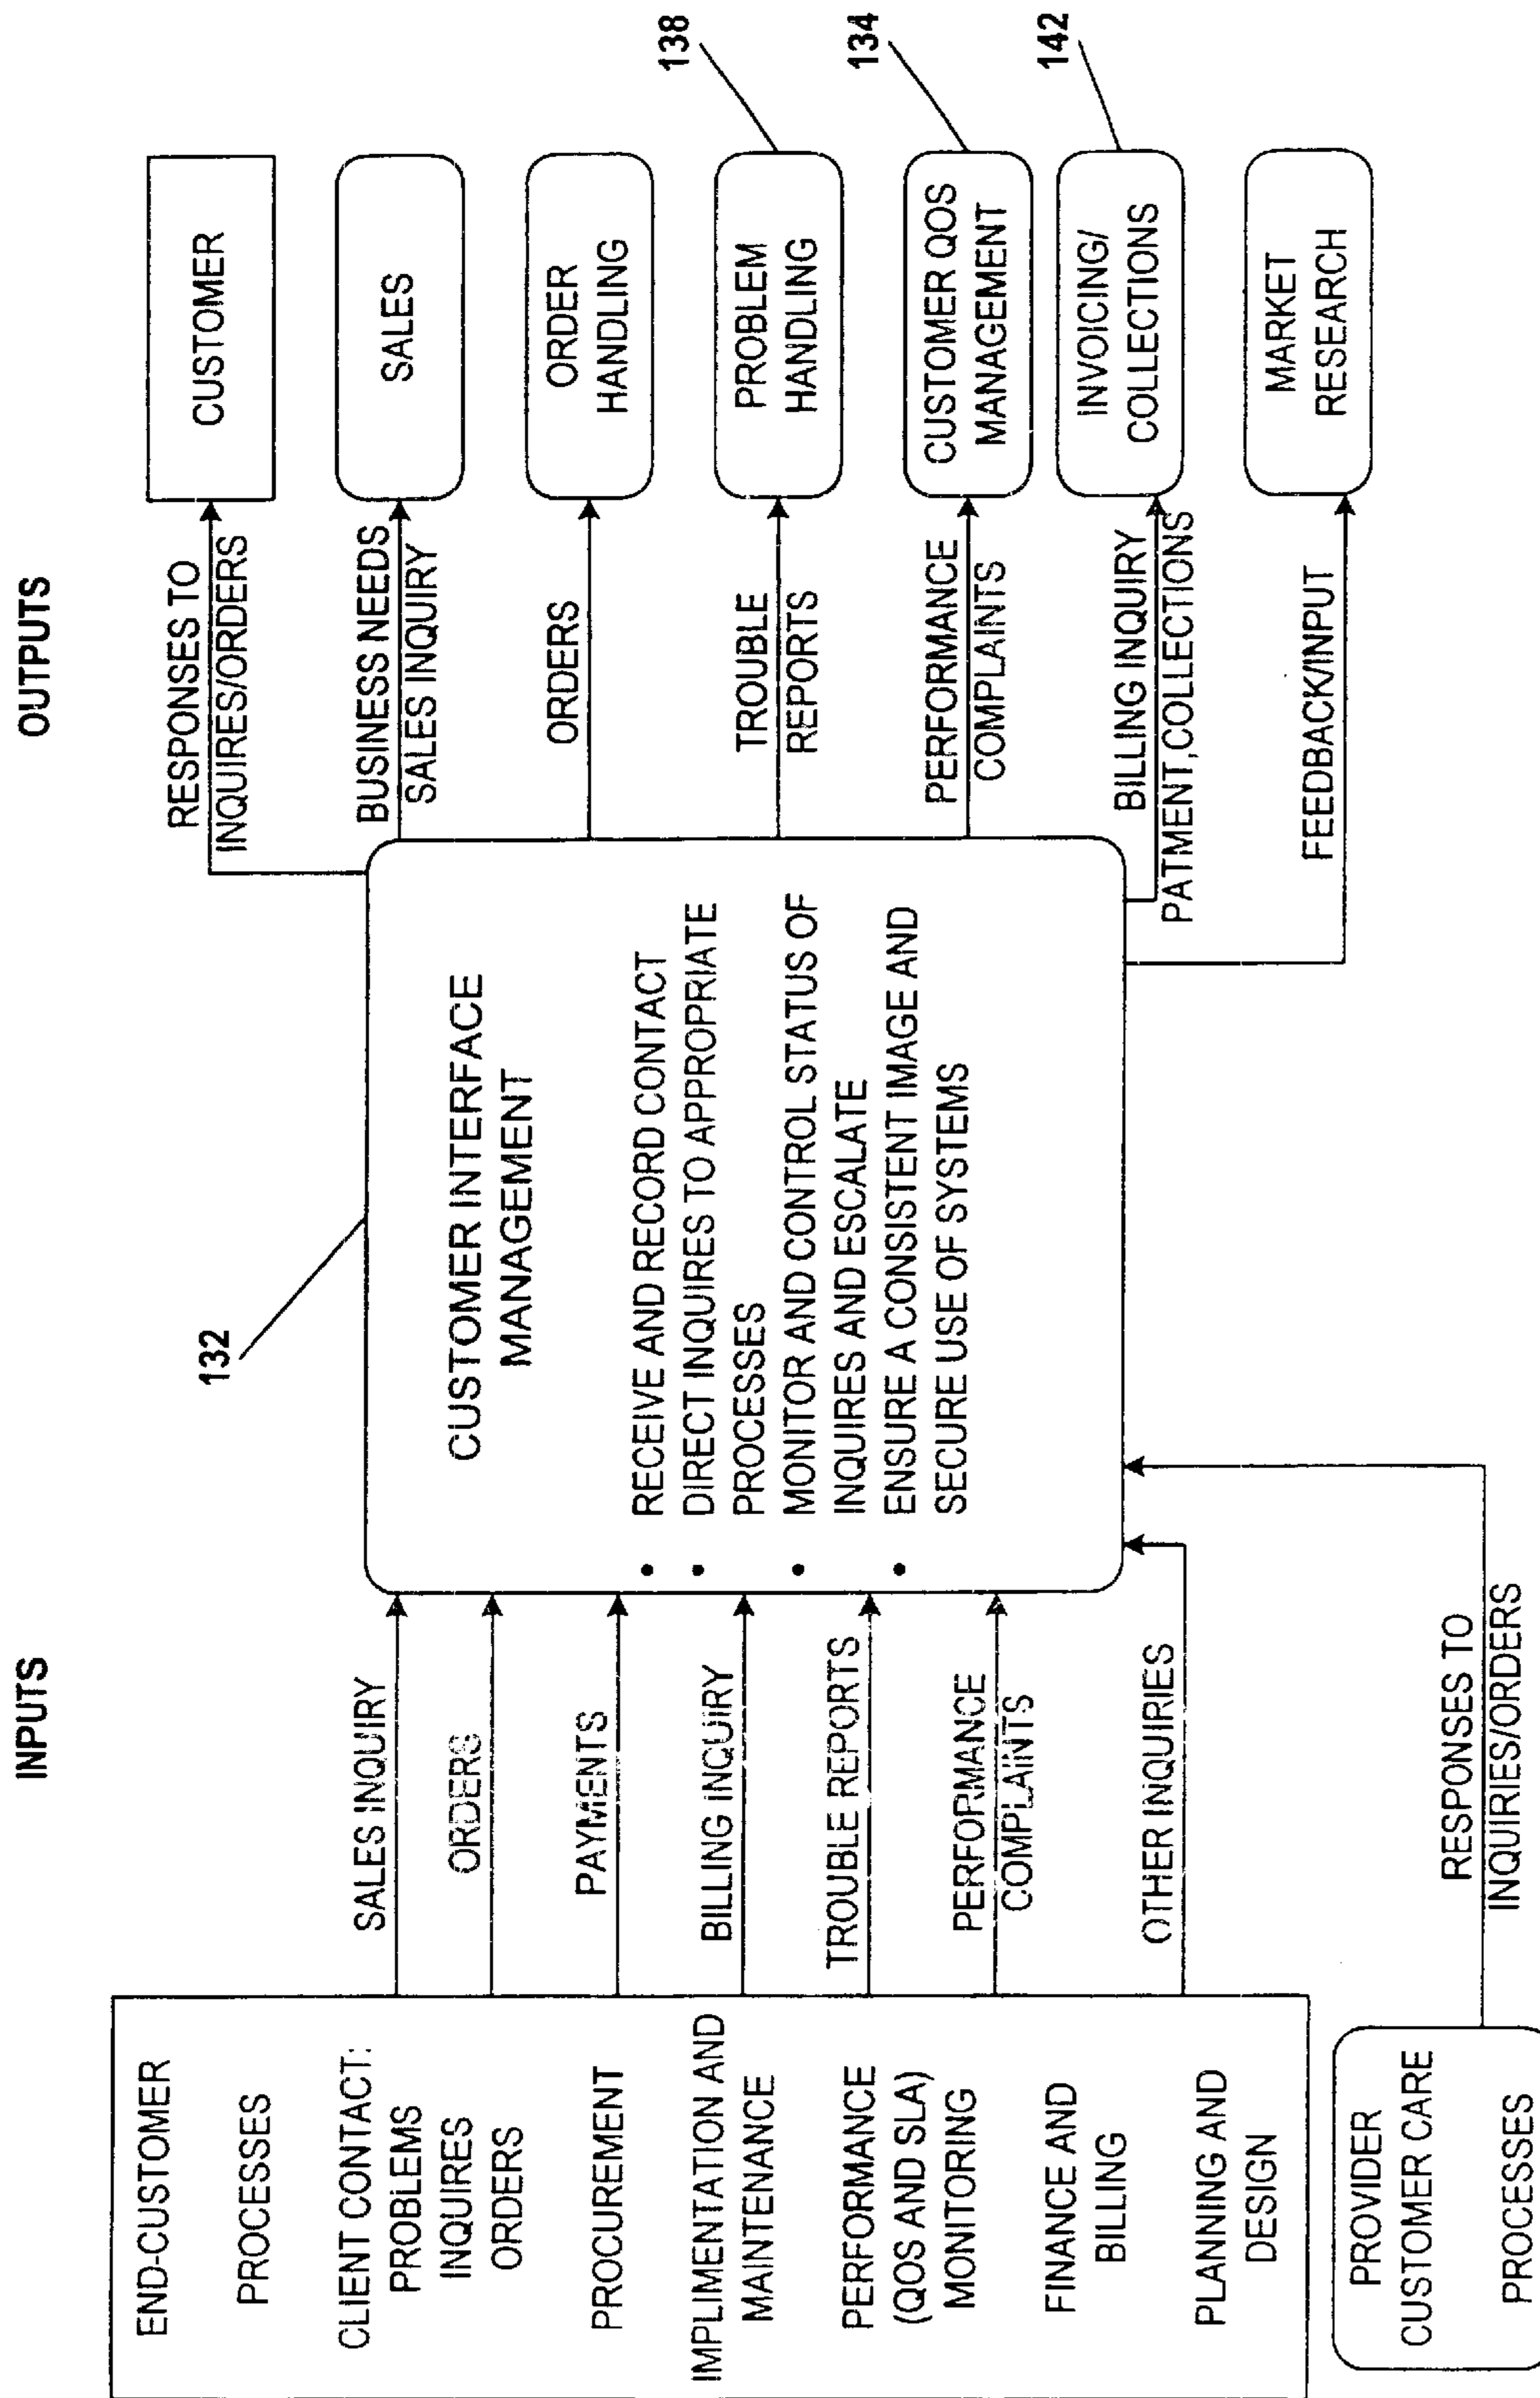 INPUTS
OUTPUTS
END-CUSTOMER
PROCESSES
CLIENT CONTACT:
PROBLEMS
INQUIRES
ORDERS
PROCUREMENT
IMPLIMENTATION AND
MAINTENANCE
PERFORMANCE
(QOS AND SLA)
MONITORING
FINANCE AND
BILLING
PLANNING AND
DESIGN
PROVIDER
CUSTOMER CARE
PROCESSES
SALES INQUIRY
ORDERS
PAYMENTS
BILLING INQUIRY
TROUBLE REPORTS
PERFORMANCE
COMPLAINTS
OTHER INQUIRIES
RESPONSES TO
INQUIRIES/ORDERS
132
CUSTOMER INTERFACE
MANAGEMENT
• RECEIVE AND RECORD CONTACT
• DIRECT INQUIRES TO APPROPRIATE
PROCESSES
• MONITOR AND CONTROL STATUS OF
INQUIRES AND ESCALATE
• ENSURE A CONSISTENT IMAGE AND
SECURE USE OF SYSTEMS
RESPONSES TO
INQUIRES/ORDERS
BUSINESS NEEDS
SALES INQUIRY
ORDERS
TROUBLE
REPORTS
PERFORMANCE
COMPLAINTS
BILLING INQUIRY
PATMENT,COLLECTIONS
FEEDBACK/INPUT
CUSTOMER
SALES
ORDER
HANDLING
PROBLEM
HANDLING
138
CUSTOMER QOS
MANAGEMENT
134
INVOICING/
COLLECTIONS
142
MARKET
RESEARCH